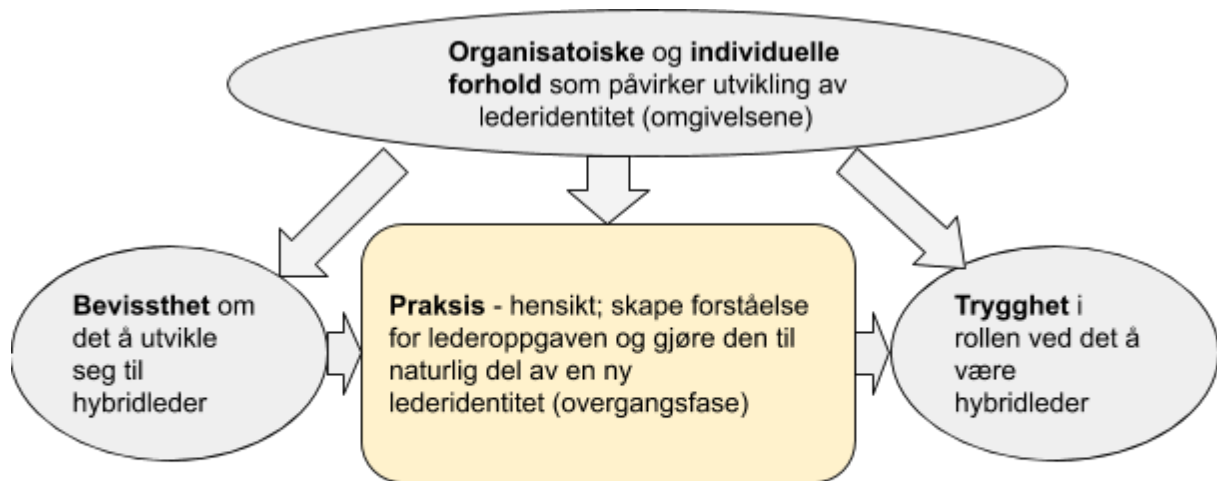 Organisatoiske og individuelle
forhold som påvirker utvikling av
lederidentitet (omgivelsene)
Bevissthet om
det å utvikle
seg til
hybridleder
Praksis - hensikt; skape forståelse
for lederoppgaven og gjøre den til
naturlig del av en ny
lederidentitet (overgangsfase)
Trygghet i
rollen ved det å
være
hybridleder